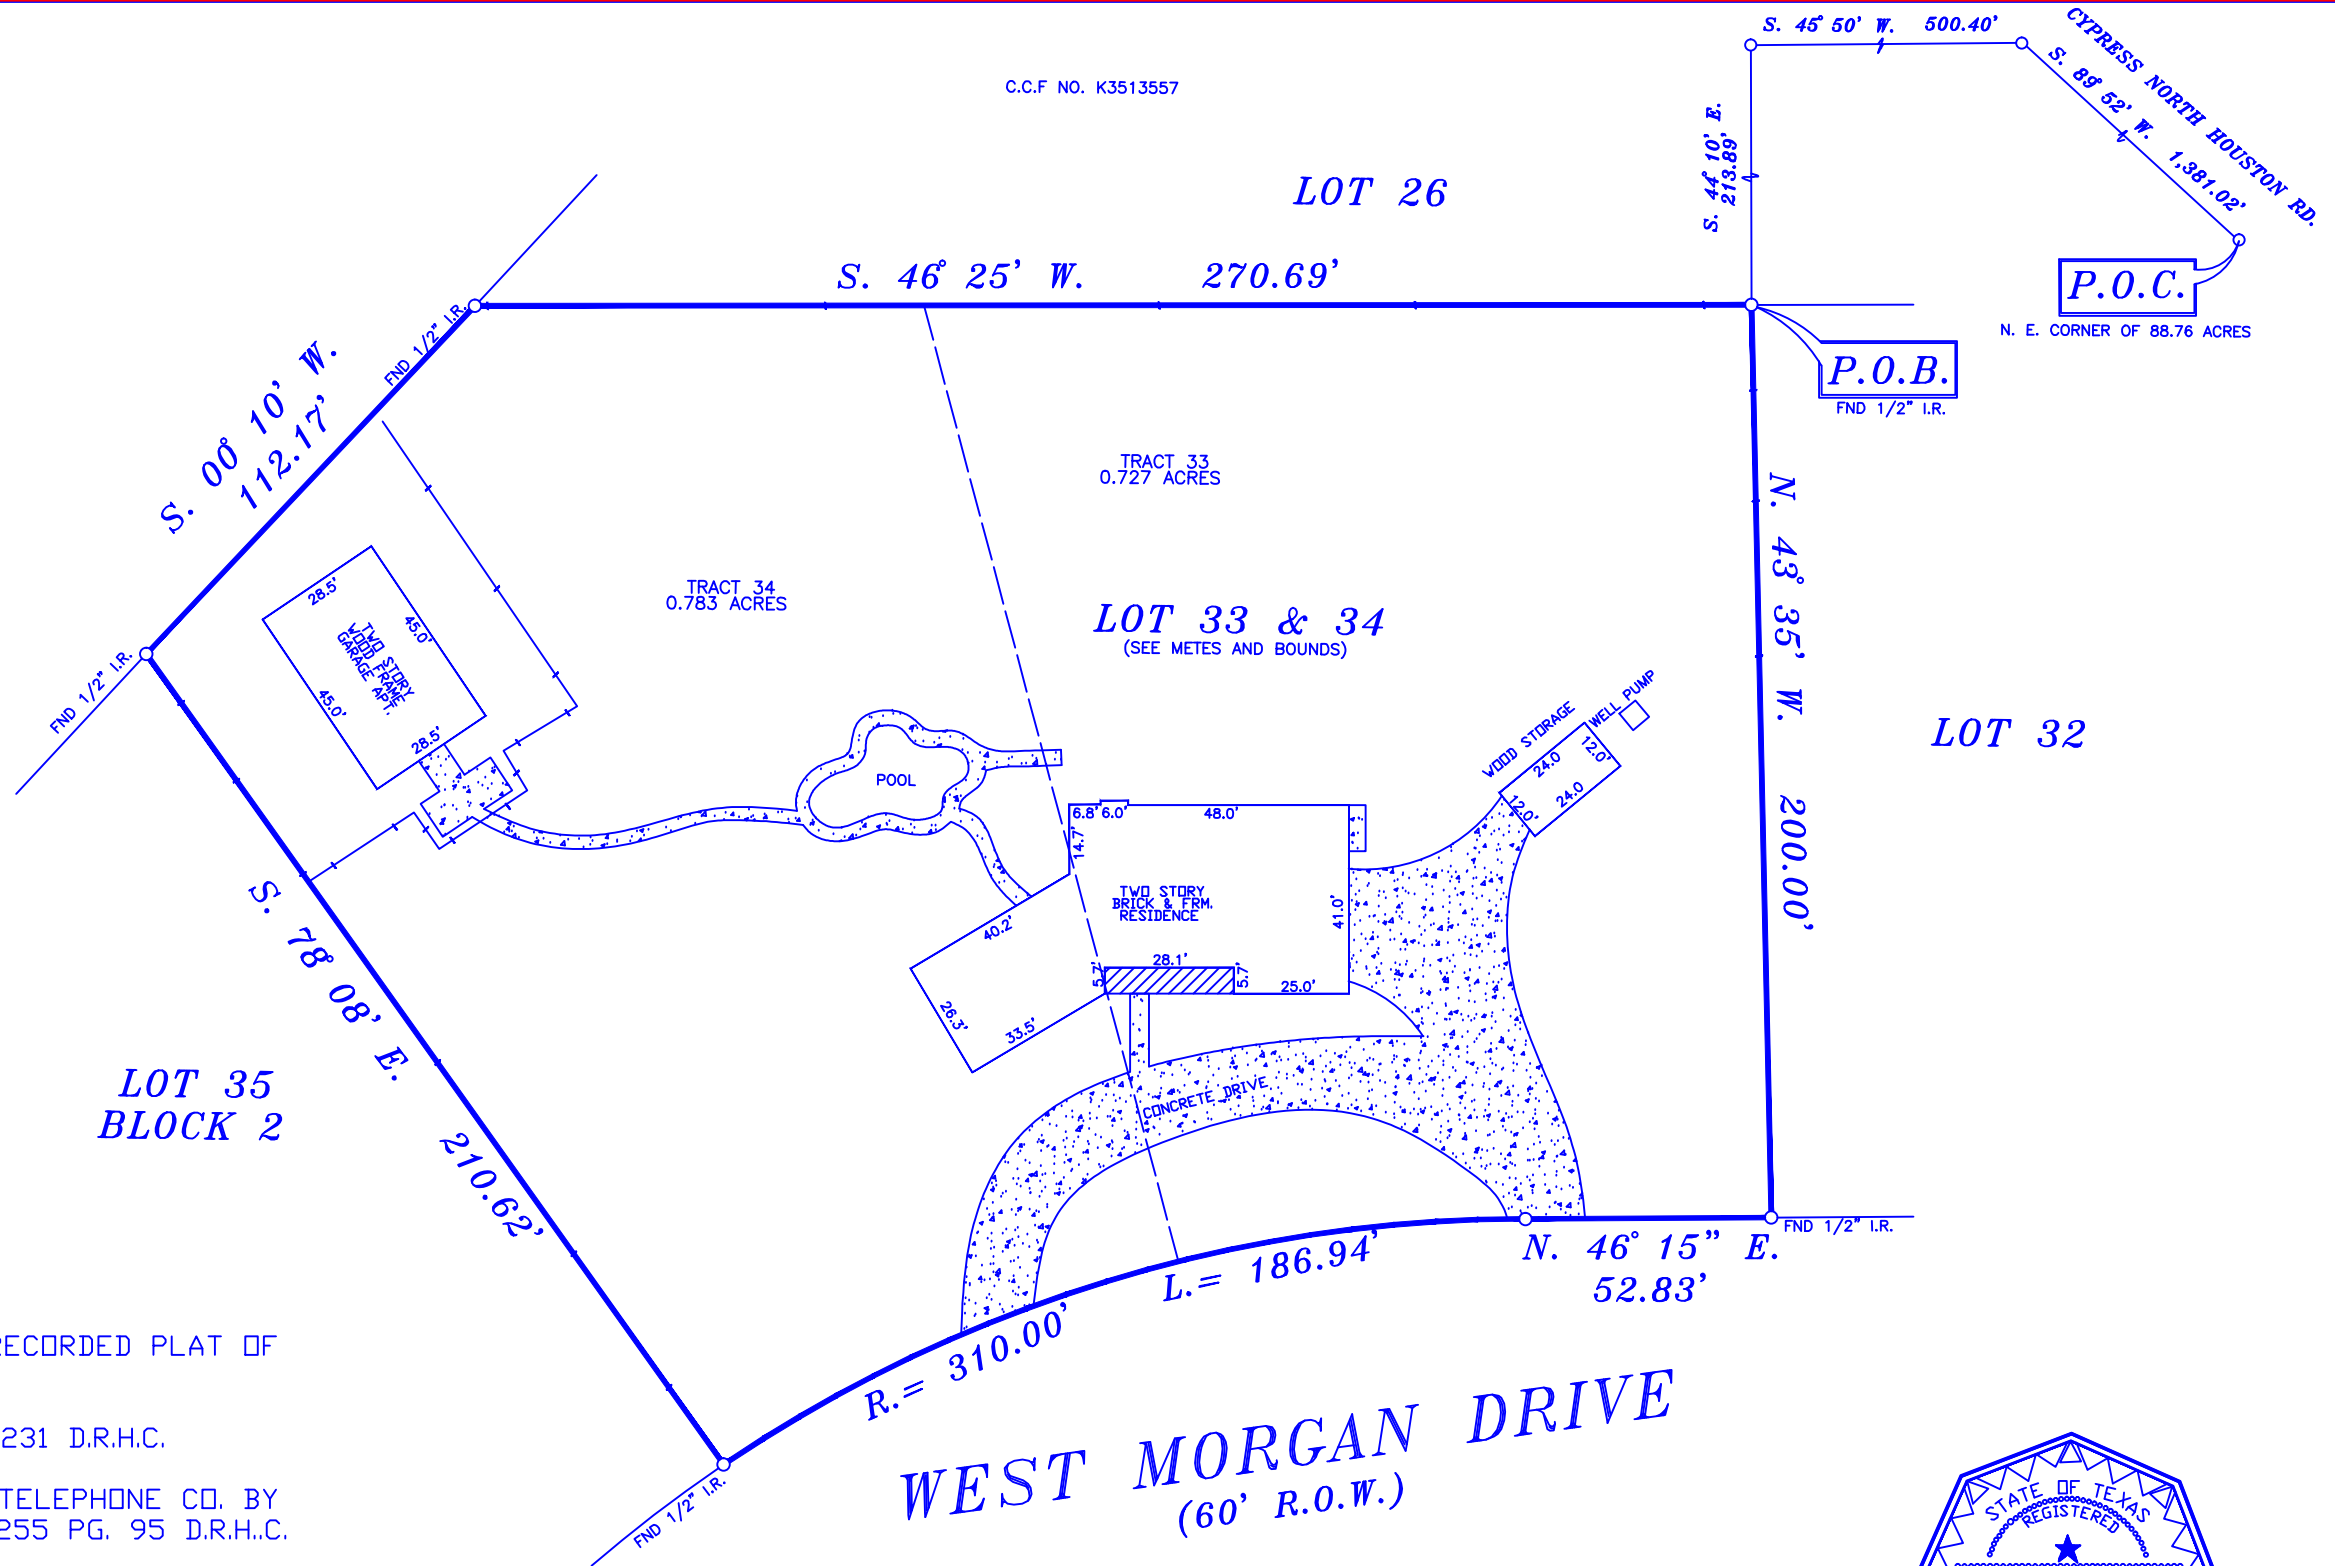 S. 45° 50' W. 500.40'
CYPRESS NORTH HOUSTON RD.
S. 89° 52' W. 1,381.02'
C.C.F NO. K3513557
S. 44° 10' E.
213.89'
LOT 26
S. 46° 25' W. 270.69'
P.O.C.
N. E. CORNER OF 88.76 ACRES
P.O.B.
FND 1/2" I.R.
FND 1/2" I.R.
S. 00° 10' W.
112.17'
TRACT 33
0.727 ACRES
N. 43° 35' W. 200.00'
TRACT 34
0.783 ACRES
LOT 33 & 34
(SEE METES AND BOUNDS)
28.5'
45.0'
TWO STORY
WOOD FRAME
GARAGE APT.
45.0'
28.5'
FND 1/2" I.R.
WOOD STORAGE
WELL PUMP
24.0
12.0'
24.0
12.0'
LOT 32
POOL
6.8' 6.0' 48.0'
14.7'
TWO STORY
BRICK & FRM.
RESIDENCE
41.0'
40.2'
28.1'
5.7'
5.7'
25.0'
26.3'
33.5'
S. 78° 08' E. 210.62'
LOT 35
BLOCK 2
CONCRETE DRIVE
FND 1/2" I.R.
N. 46° 15" E.
52.83'
R.= 310.00' L.= 186.94'
RECORDED PLAT OF
231 D.R.H.C.
TELEPHONE CO. BY
255 PG. 95 D.R.H..C.
FND 1/2" I.R.
WEST MORGAN DRIVE
(60' R.O.W.)
STATE OF TEXAS
REGISTERED